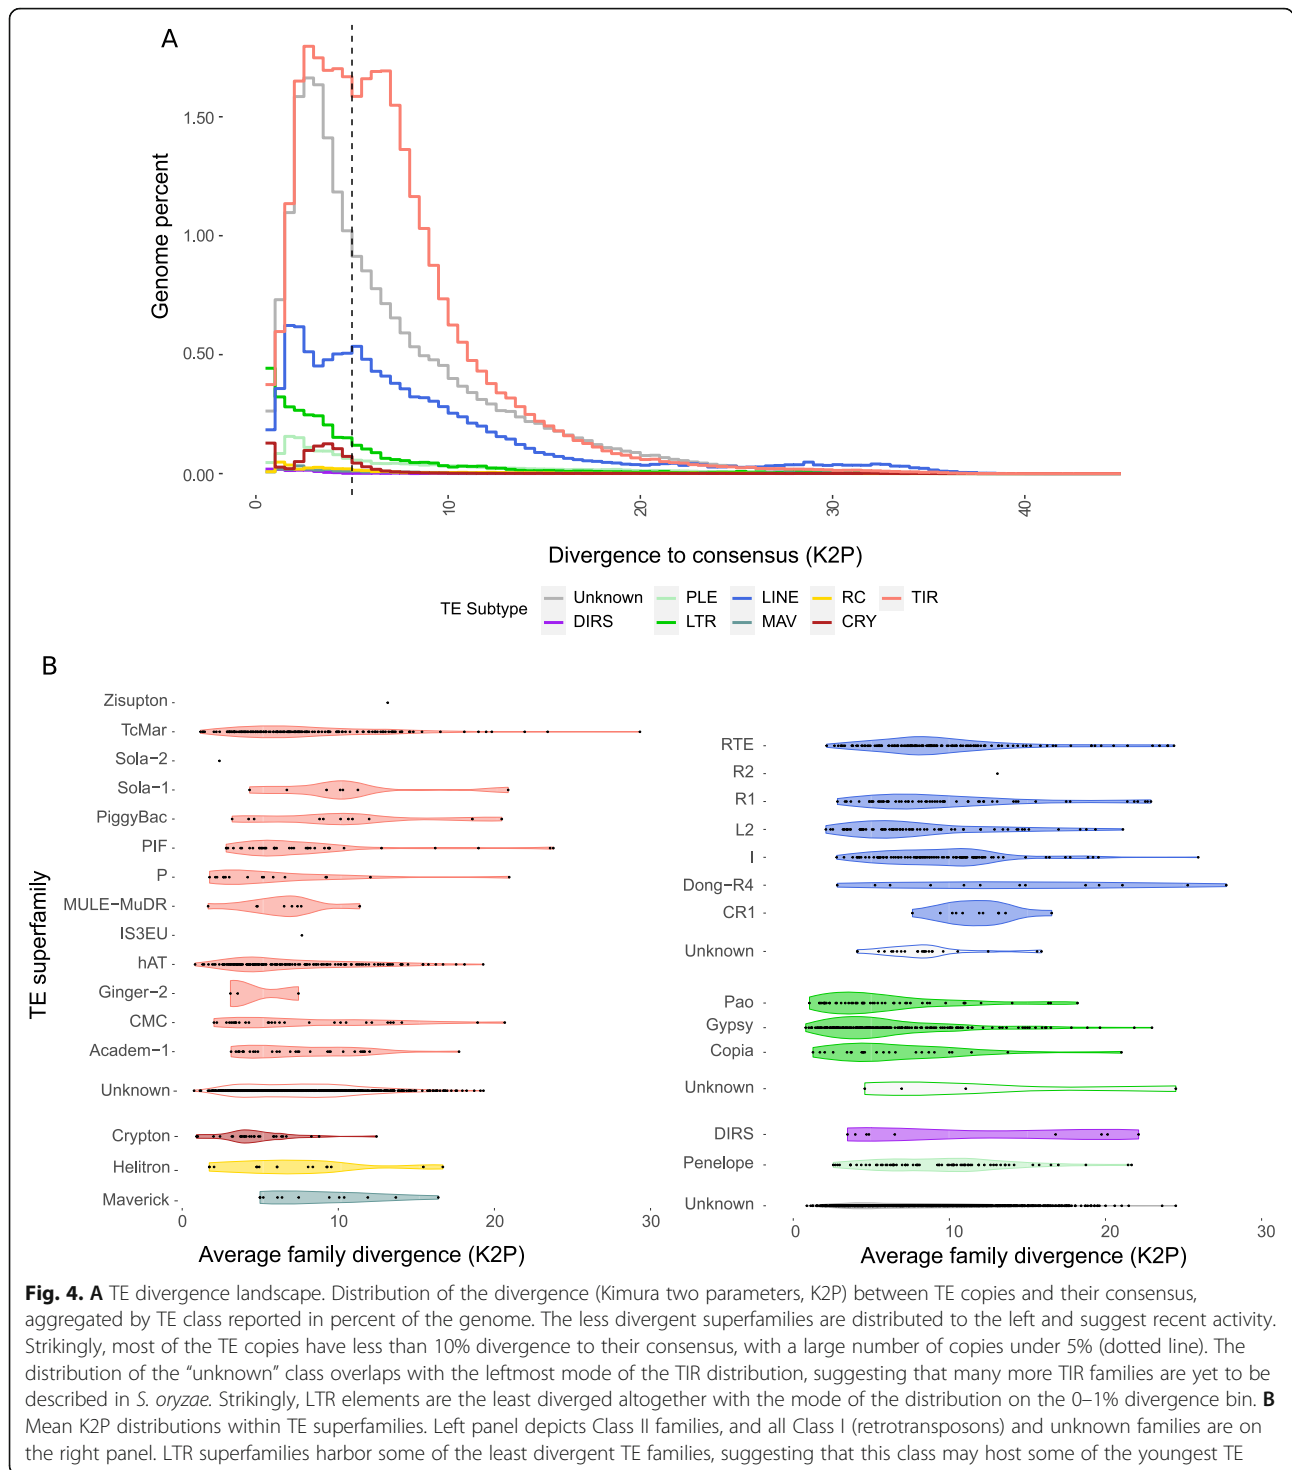 A
Genome percent
1.50
1.00
0.50
0.00
0
10
20
30
40
Divergence to consensus (K2P)
TE Subtype
Unknown PLE LINE RC TIR
DIRS LTR MAV CRY
B
TE superfamily
Zisupton
TcMar
Sola−2
Sola−1
PiggyBac
PIF
P
MULE−MuDR
IS3EU
hAT
Ginger−2
CMC
Academ−1
Unknown
Crypton
Helitron
Maverick
0 10 20 30
Average family divergence (K2P)
RTE
R2
R1
L2
I
Dong−R4
CR1
Unknown
Pao
Gypsy
Copia
Unknown
DIRS
Penelope
Unknown
0 10 20 30
Average family divergence (K2P)
Fig. 4. A TE divergence landscape. Distribution of the divergence (Kimura two parameters, K2P) between TE copies and their consensus,
aggregated by TE class reported in percent of the genome. The less divergent superfamilies are distributed to the left and suggest recent activity.
Strikingly, most of the TE copies have less than 10% divergence to their consensus, with a large number of copies under 5% (dotted line). The
distribution of the “unknown” class overlaps with the leftmost mode of the TIR distribution, suggesting that many more TIR families are yet to be
described in S. oryzae. Strikingly, LTR elements are the least diverged altogether with the mode of the distribution on the 0–1% divergence bin. B
Mean K2P distributions within TE superfamilies. Left panel depicts Class II families, and all Class I (retrotransposons) and unknown families are on
the right panel. LTR superfamilies harbor some of the least divergent TE families, suggesting that this class may host some of the youngest TE